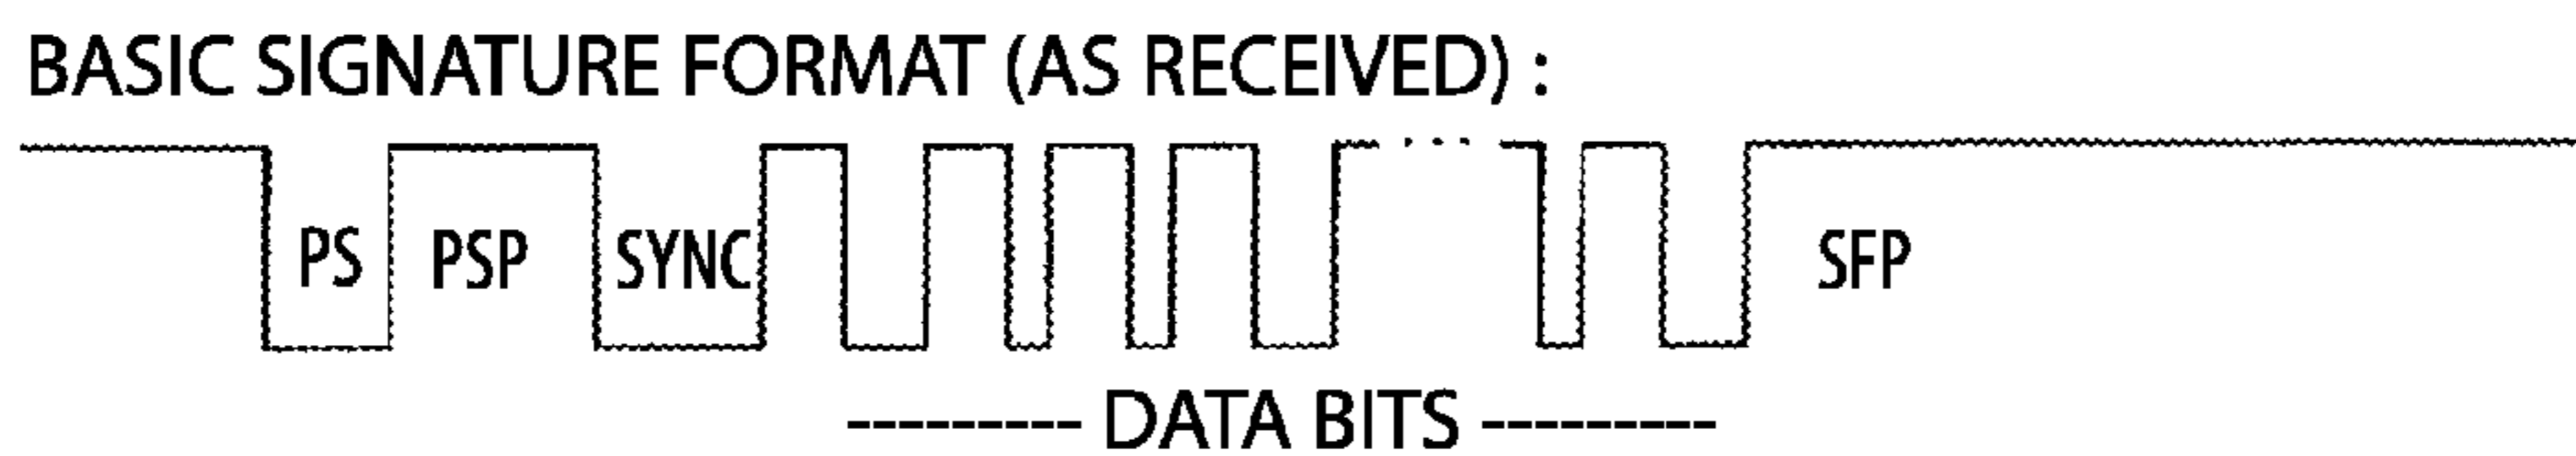 BASIC SIGNATURE FORMAT (AS RECEIVED) :
PS PSP SYNC SFP
--------- DATA BITS ---------